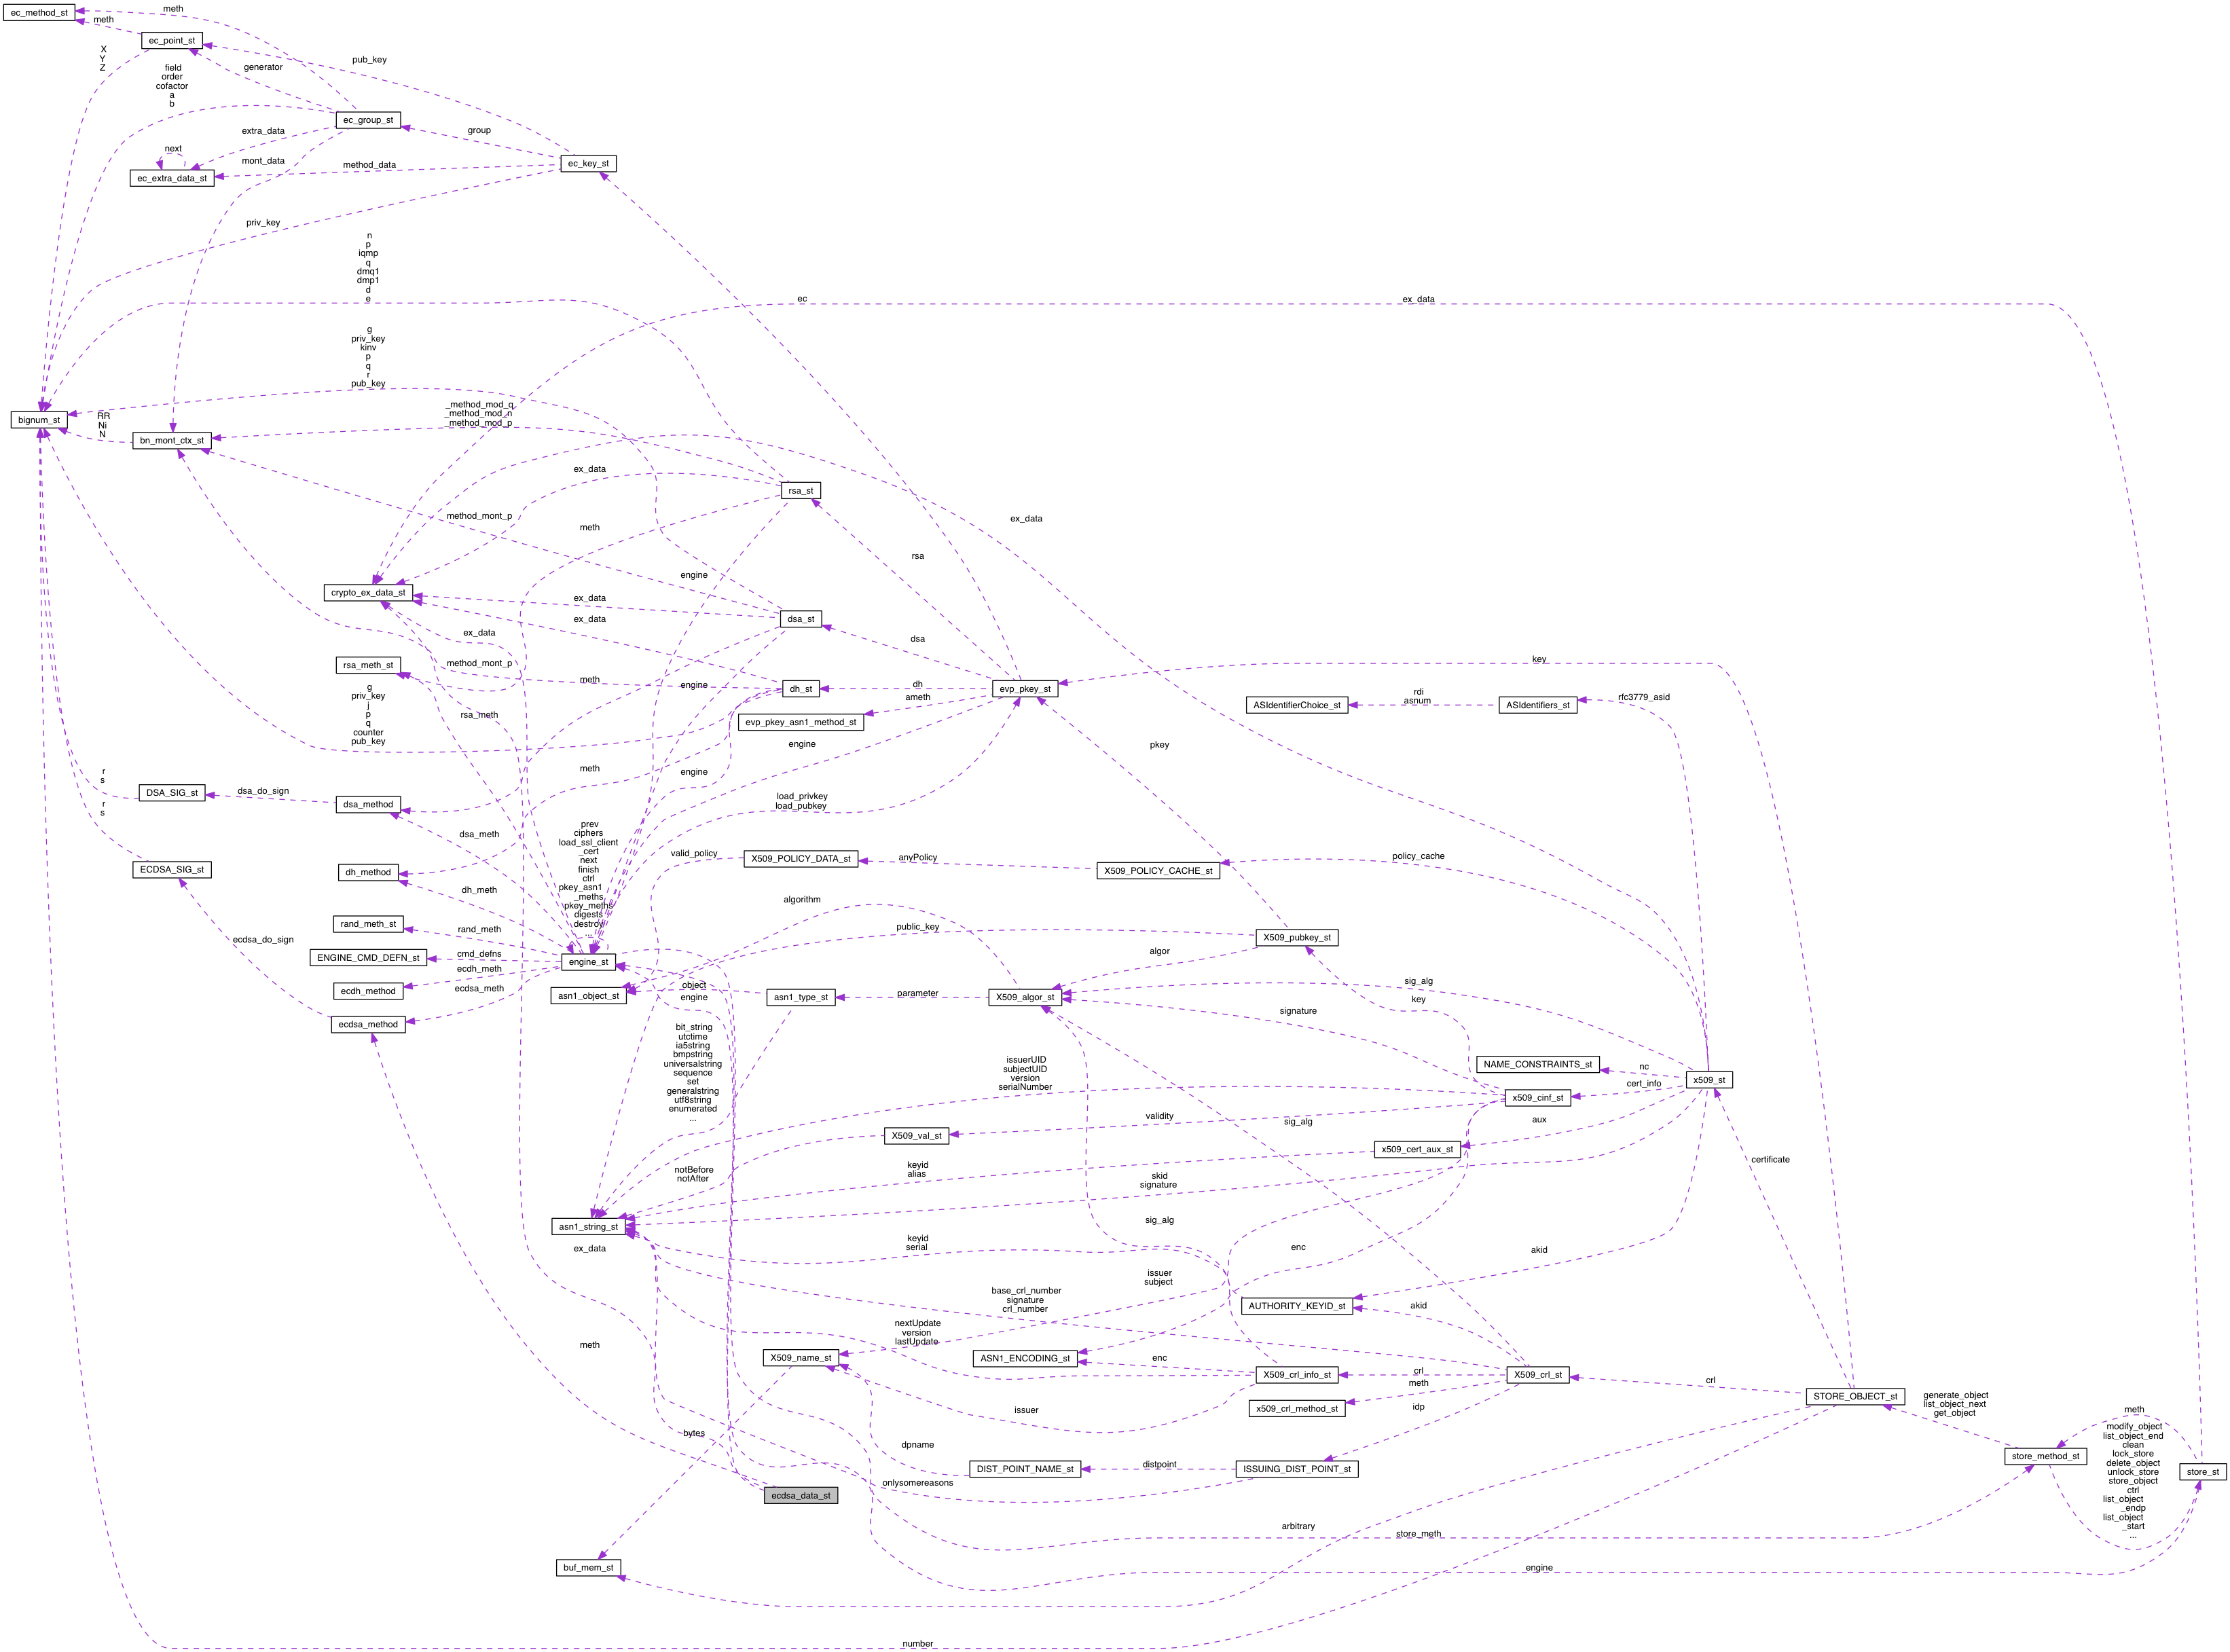 ec_method_st
meth
meth
ec_point_st
X
Y
Z
field
order
cofactor
a
b
generator
pub_key
ec_group_st
extra_data
group
next
mont_data
method_data
ec_key_st
ec_extra_data_st
priv_key
n
p
iqmp
q
dmq1
dmp1
d
e
ec
ex_data
g
priv_key
kinv
p
q
r
pub_key
_method_mod_q
_method_mod_n
_method_mod_p
bignum_st
RR
Ni
N
bn_mont_ctx_st
ex_data
rsa_st
method_mont_p
meth
ex_data
rsa
engine
crypto_ex_data_st
ex_data
ex_data
dsa_st
ex_data
dsa
rsa_meth_st
method_mont_p
meth
engine
key
g
priv_key
j
p
q
counter
pub_key
dh_st
dh
ameth
evp_pkey_st
rsa_meth
evp_pkey_asn1_method_st
ASIdentifierChoice_st
rdi
asnum
ASIdentifiers_st
rfc3779_asid
engine
pkey
r
s
meth
engine
DSA_SIG_st
dsa_do_sign
dsa_method
load_privkey
load_pubkey
r
s
dsa_meth
prev
ciphers
load_ssl_client
_cert
next
finish
ctrl
pkey_asn1
_meths
pkey_meths
digests
destroy
...
valid_policy
X509_POLICY_DATA_st
anyPolicy
X509_POLICY_CACHE_st
policy_cache
ECDSA_SIG_st
dh_method
dh_meth
algorithm
rand_meth_st
rand_meth
public_key
X509_pubkey_st
ecdsa_do_sign
ENGINE_CMD_DEFN_st
cmd_defns
engine_st
algor
ecdh_meth
ecdh_method
ecdsa_meth
asn1_object_st
object
engine
asn1_type_st
parameter
X509_algor_st
sig_alg
key
signature
ecdsa_method
bit_string
utctime
ia5string
bmpstring
universalstring
sequence
set
generalstring
utf8string
enumerated
...
issuerUID
subjectUID
version
serialNumber
NAME_CONSTRAINTS_st
nc
x509_st
cert_info
x509_cinf_st
validity
sig_alg
aux
X509_val_st
x509_cert_aux_st
certificate
notBefore
notAfter
keyid
alias
skid
signature
asn1_string_st
ex_data
keyid
serial
sig_alg
enc
akid
issuer
subject
base_crl_number
signature
crl_number
AUTHORITY_KEYID_st
akid
nextUpdate
version
lastUpdate
meth
X509_name_st
ASN1_ENCODING_st
enc
X509_crl_info_st
crl
meth
X509_crl_st
crl
STORE_OBJECT_st
x509_crl_method_st
issuer
idp
generate_object
list_object_next
get_object
meth
bytes
dpname
modify_object
list_object_end
clean
lock_store
delete_object
unlock_store
store_object
ctrl
list_object
_endp
list_object
_start
...
store_method_st
store_st
DIST_POINT_NAME_st
distpoint
ISSUING_DIST_POINT_st
onlysomereasons
ecdsa_data_st
arbitrary
store_meth
buf_mem_st
engine
number